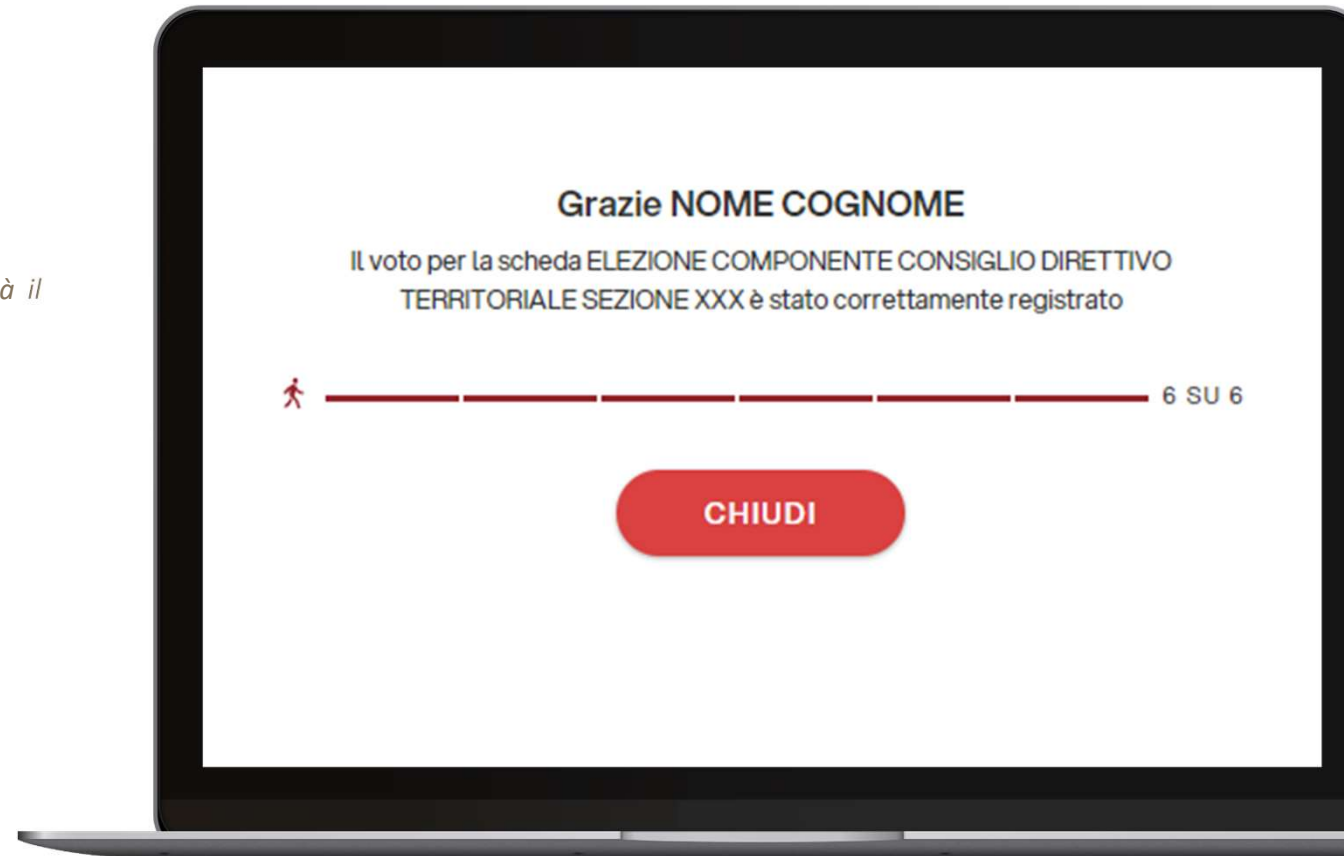 à il
Grazie NOME COGNOME
Il voto per la scheda ELEZIONE COMPONENTE CONSIGLIO DIRETTIVO
TERRITORIALE SEZIONE XXX è stato correttamente registrato
6 SU 6
CHIUDI